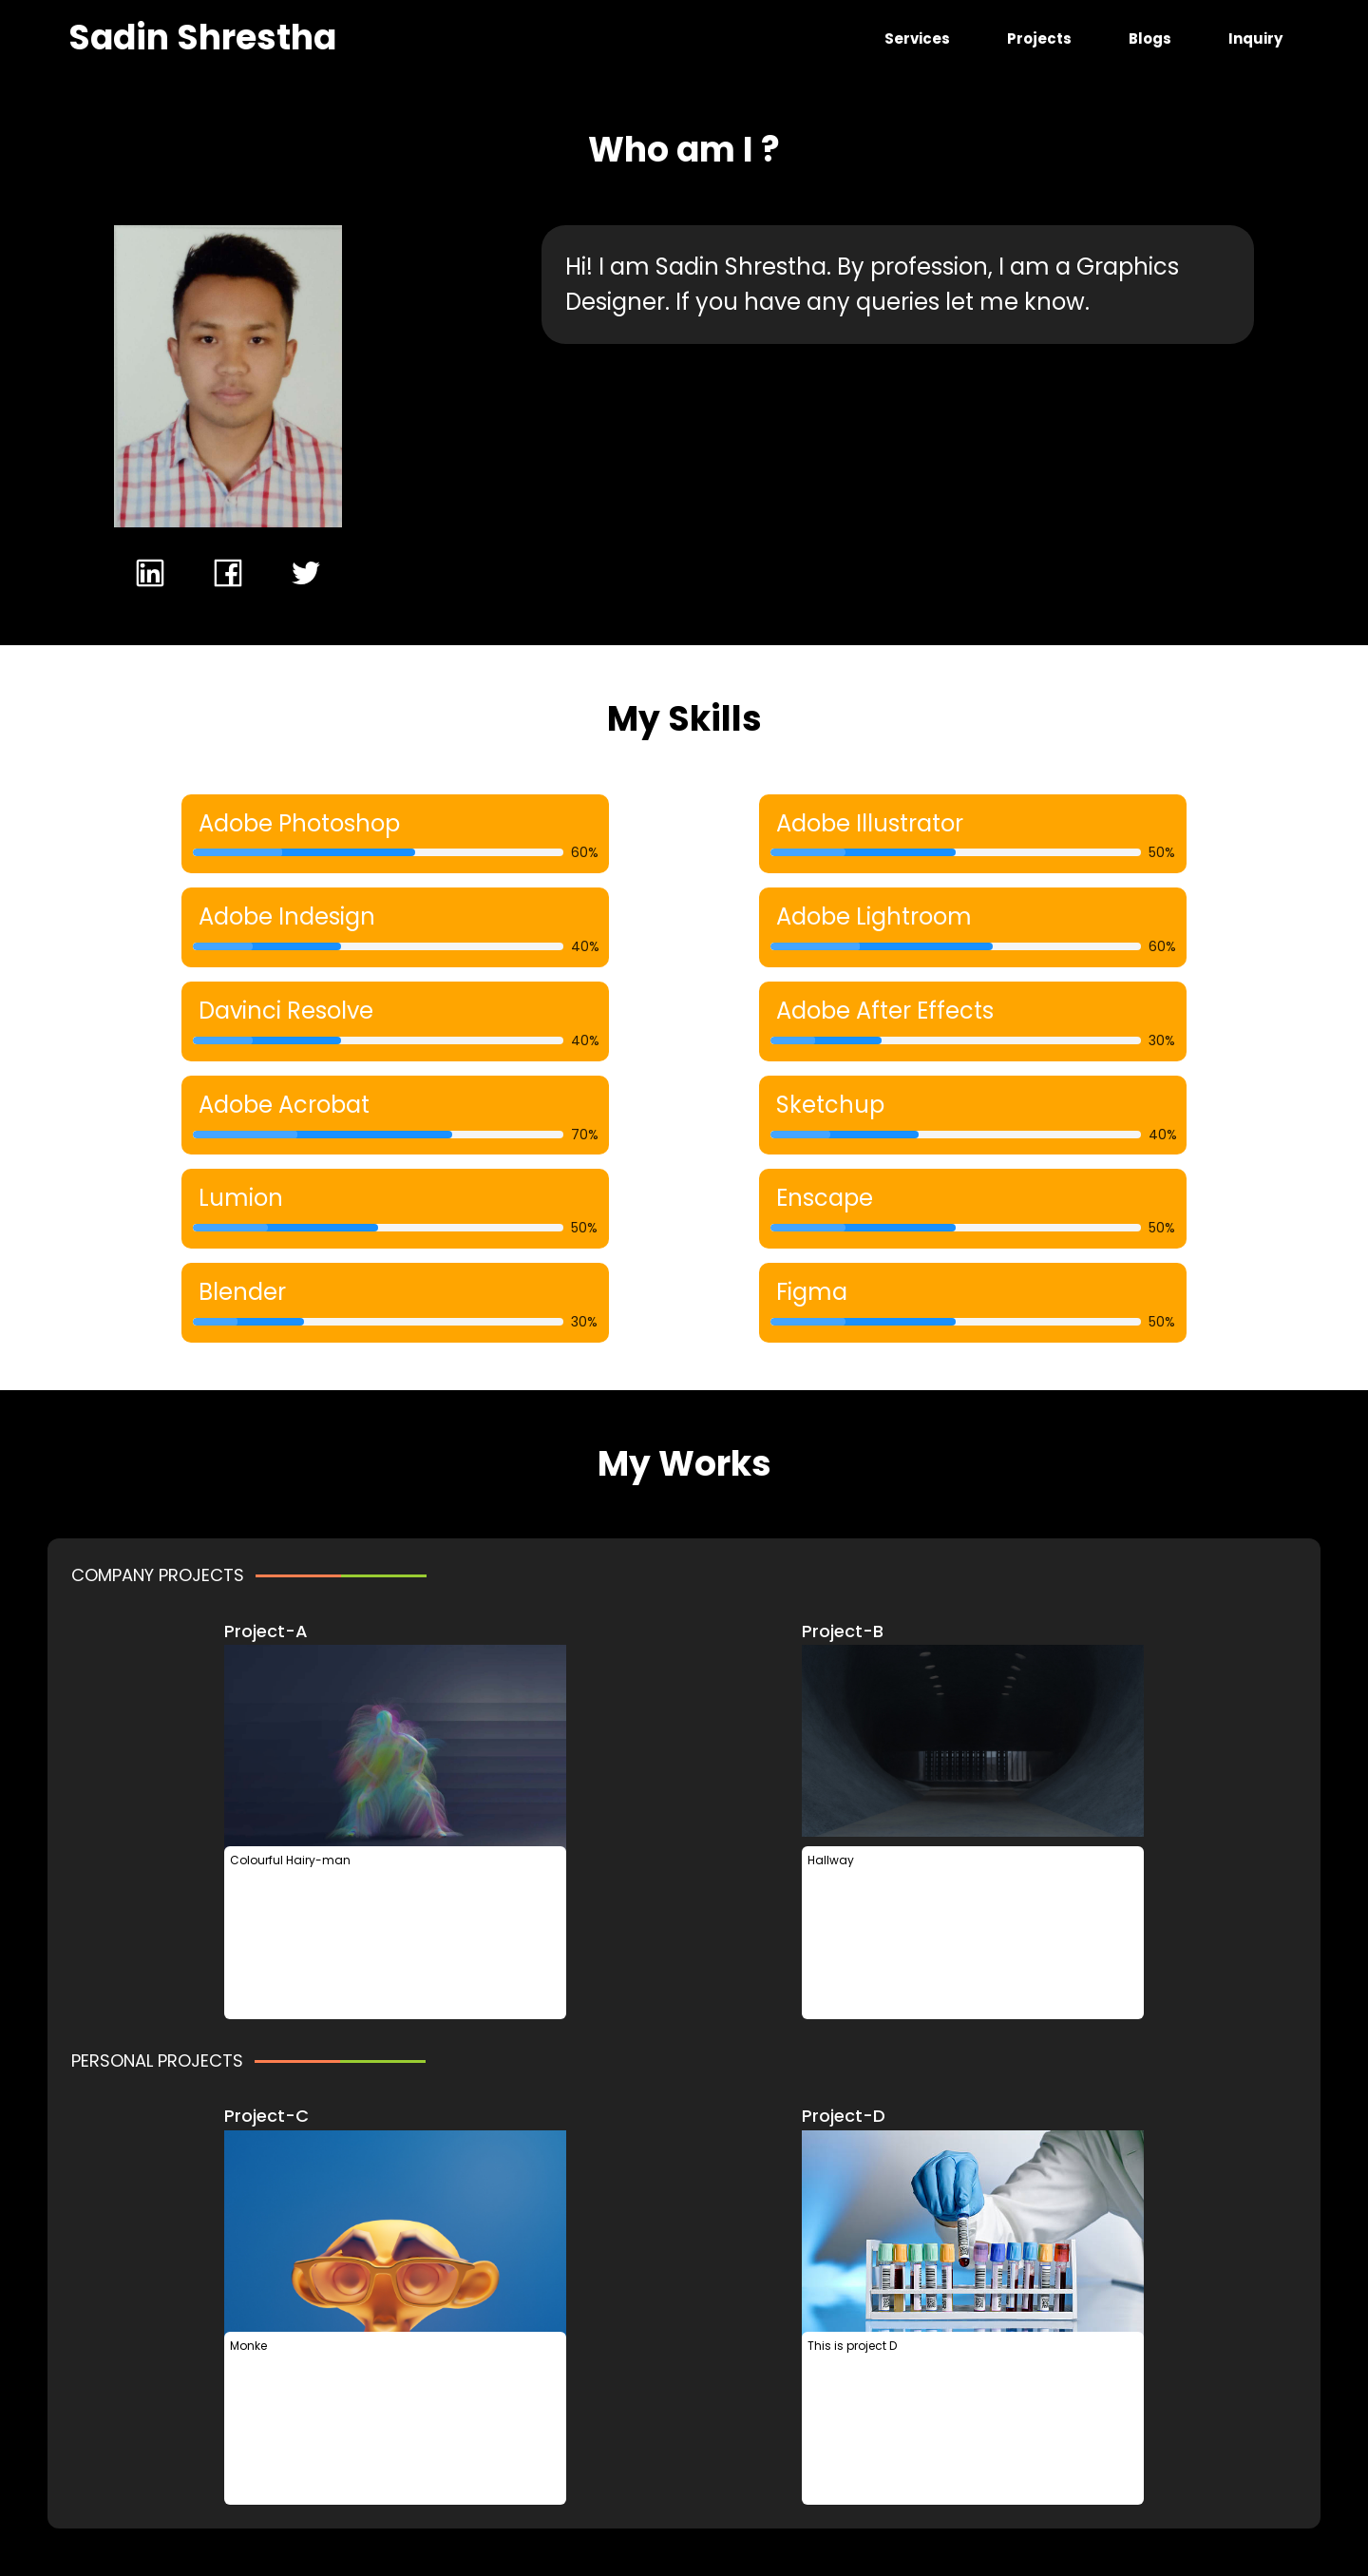 Sadin Shrestha
Services
Projects
Blogs
Inquiry
Who am I ?
Hi! I am Sadin Shrestha. By profession, I am a Graphics
Designer. If you have any queries let me know.
My Skills
Adobe Photoshop
60%
Adobe Illustrator
50%
Adobe Indesign
40%
Adobe Lightroom
60%
Davinci Resolve
40%
Adobe After Effects
30%
Adobe Acrobat
70%
Sketchup
40%
Lumion
50%
Enscape
50%
Blender
30%
Figma
50%
My Works
COMPANY PROJECTS
Project-A
Project-B
Colourful Hairy-man
Hallway
PERSONAL PROJECTS
Project-C
Project-D
Monke
This is project D